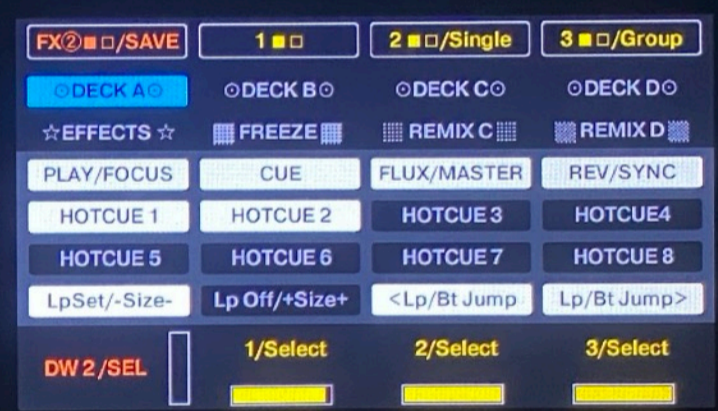 FX②■□/SAVE 1■□ 2■□/Single 3■□/Group
⊙DECK A⊙ ⊙DECK B⊙ ⊙DECK C⊙ ⊙DECK D⊙
☆EFFECTS ☆ ▦ FREEZE ▦ ▦ REMIX C ▦ ▩ REMIX D ▩
PLAY/FOCUS CUE FLUX/MASTER REV/SYNC
HOTCUE 1 HOTCUE 2 HOTCUE 3 HOTCUE4
HOTCUE 5 HOTCUE 6 HOTCUE 7 HOTCUE 8
LpSet/-Size- Lp Off/+Size+ <Lp/Bt Jump Lp/Bt Jump>
DW 2/SEL 1/Select 2/Select 3/Select